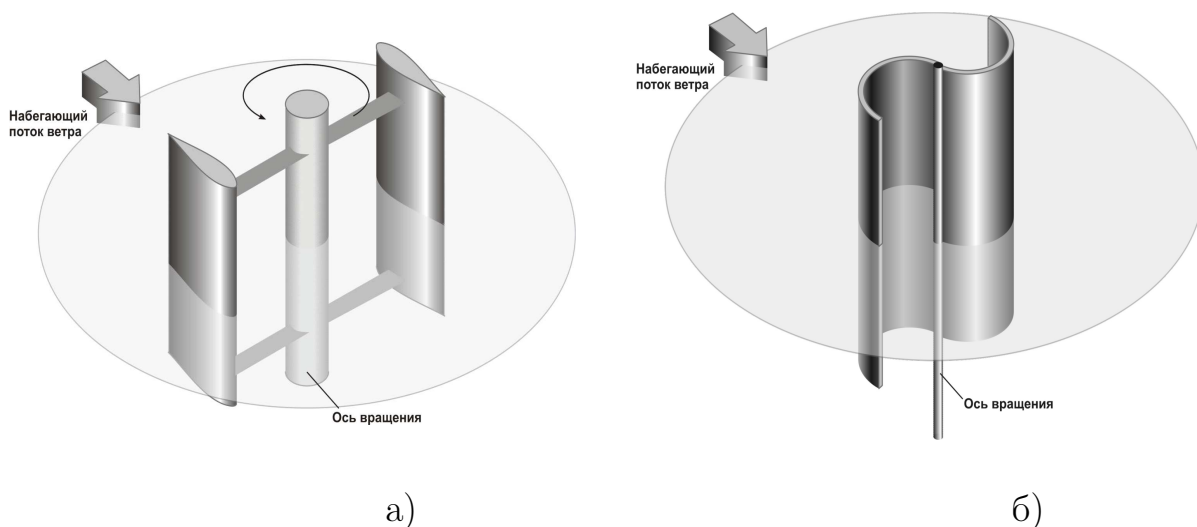 Набегающий
поток ветра
Ось вращения
а)
Набегающий
поток ветра
Ось вращения
б)